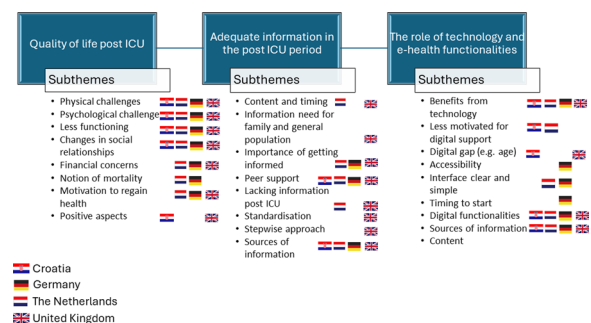 Quality of life post ICU
Subthemes
Physical challenges
Psychological challenge
Less functioning
Changes in social
relationships
Financial concerns
Notion of mortality
Motivation to regain
health
Positive aspects
Adequate information in
the post ICU period
Subthemes
Content and timing
Information need for
family and general
population
Importance of getting
informed
Peer support
Lacking information
post ICU
Standardisation
Stepwise approach
Sources of
information
The role of technology and
e-health functionalities
Subthemes
Benefits from
technology
Less motivated for
digital support
Digital gap (e.g. age)
Accessibility
Interface clear and
simple
Timing to start
Digital functionalities
Sources of information
Content
Croatia
Germany
The Netherlands
United Kingdom